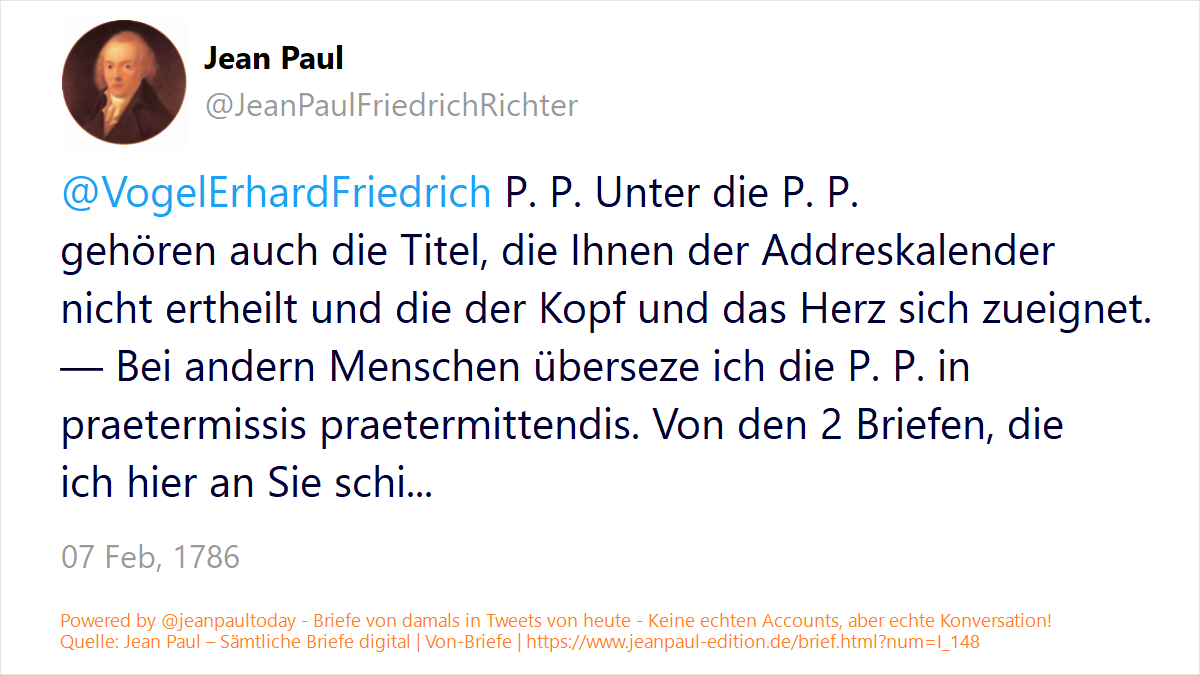 Jean Paul
@JeanPaulFriedrichRichter
@VogelErhardFriedrich P. P. Unter die P. P.
gehören auch die Titel, die Ihnen der Addreskalender
nicht ertheilt und die der Kopf und das Herz sich zueignet.
— Bei andern Menschen überseze ich die P. P. in
praetermissis praetermittendis. Von den 2 Briefen, die
ich hier an Sie schi...
07 Feb, 1786
Powered by @jeanpaultoday - Briefe von damals in Tweets von heute - Keine echten Accounts, aber echte Konversation!
Quelle: Jean Paul – Sämtliche Briefe digital | Von-Briefe | https://www.jeanpaul-edition.de/brief.html?num=I_148